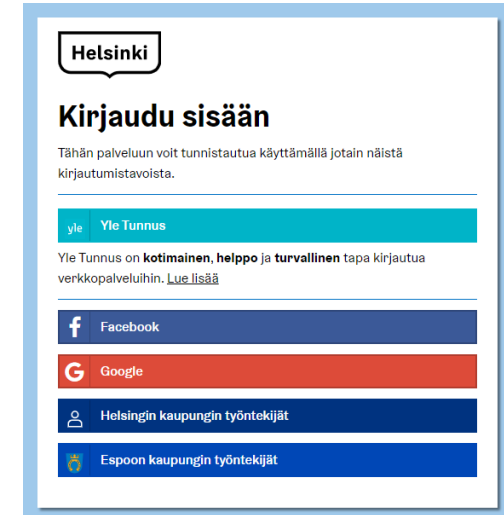 Helsinki
Kirjaudu sisään
Tähän palveluun voit tunnistautua käyttämällä jotain näistä
kirjautumistavoista.
yle Yle Tunnus
Yle Tunnus on kotimainen, helppo ja turvallinen tapa kirjautua
verkkopalveluihin. Lue lisää
f Facebook
G Google
Helsingin kaupungin työntekijät
Espoon kaupungin työntekijät